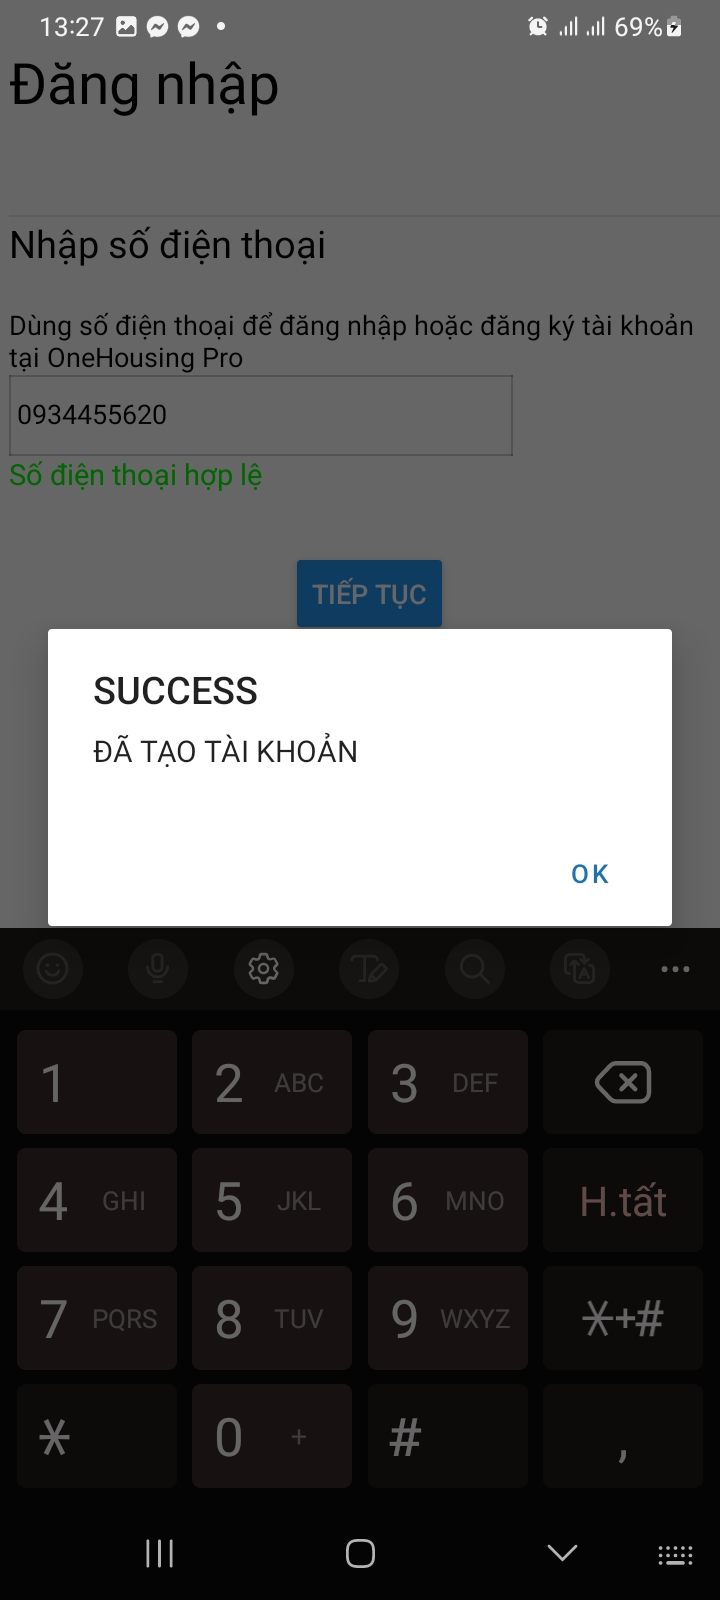 13:27
69%
Đăng nhập
Nhập số điện thoại
Dùng số điện thoại để đăng nhập hoặc đăng ký tài khoản
tại OneHousing Pro
0934455620
Số điện thoại hợp lệ
TIẾP TỤC
SUCCESS
ĐÃ TẠO TÀI KHOẢN
OK
1 2 ABC 3 DEF
4 GHI 5 JKL 6 MNO H.tất
7 PQRS 8 TUV 9 WXYZ *+#
* 0 + # ,